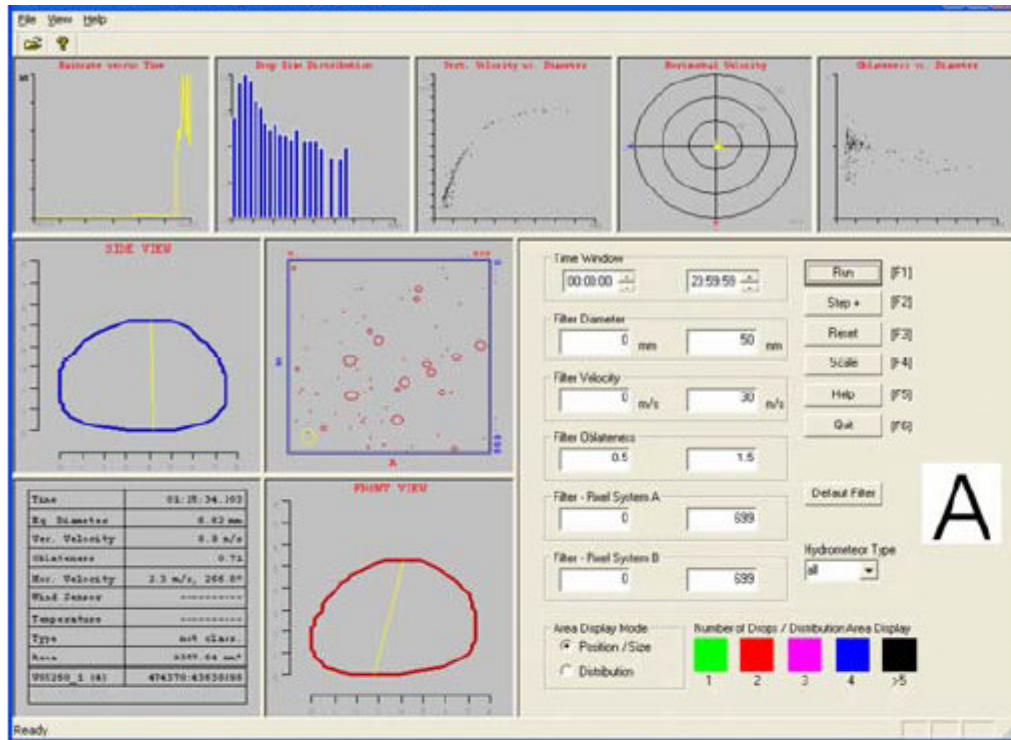 File View Help
Rainrate versus Time
Drop Size Distribution
Vert. Velocity vs. Diameter
Horizontal Velocity
Oblateness vs. Diameter
SIDE VIEW
A
FRONT VIEW
Time
Eq. Diameter
Ver. Velocity
Oblateness 0.71
Hor. Velocity 2.3 m/s, 266.8°
Wind Sensor ----------
Temperature ----------
Type not class.
Time Window
00:00:00 23:59:59
Filter Diameter
0 mm 50 mm
Filter Velocity
0 m/s 30 m/s
Filter Oblateness
0.5 1.5
Filter - Pixel System A
0 699
Filter - Pixel System B
0 699
Run [F1]
Step + [F2]
Reset [F3]
Scale [F4]
Help [F5]
Quit [F6]
Default Filter
A
Hydrometeor Type
all
Area Display Mode
Position / Size
Distribution
Number of Drops / Distribution Area Display
1 2 3 4 >5
Ready